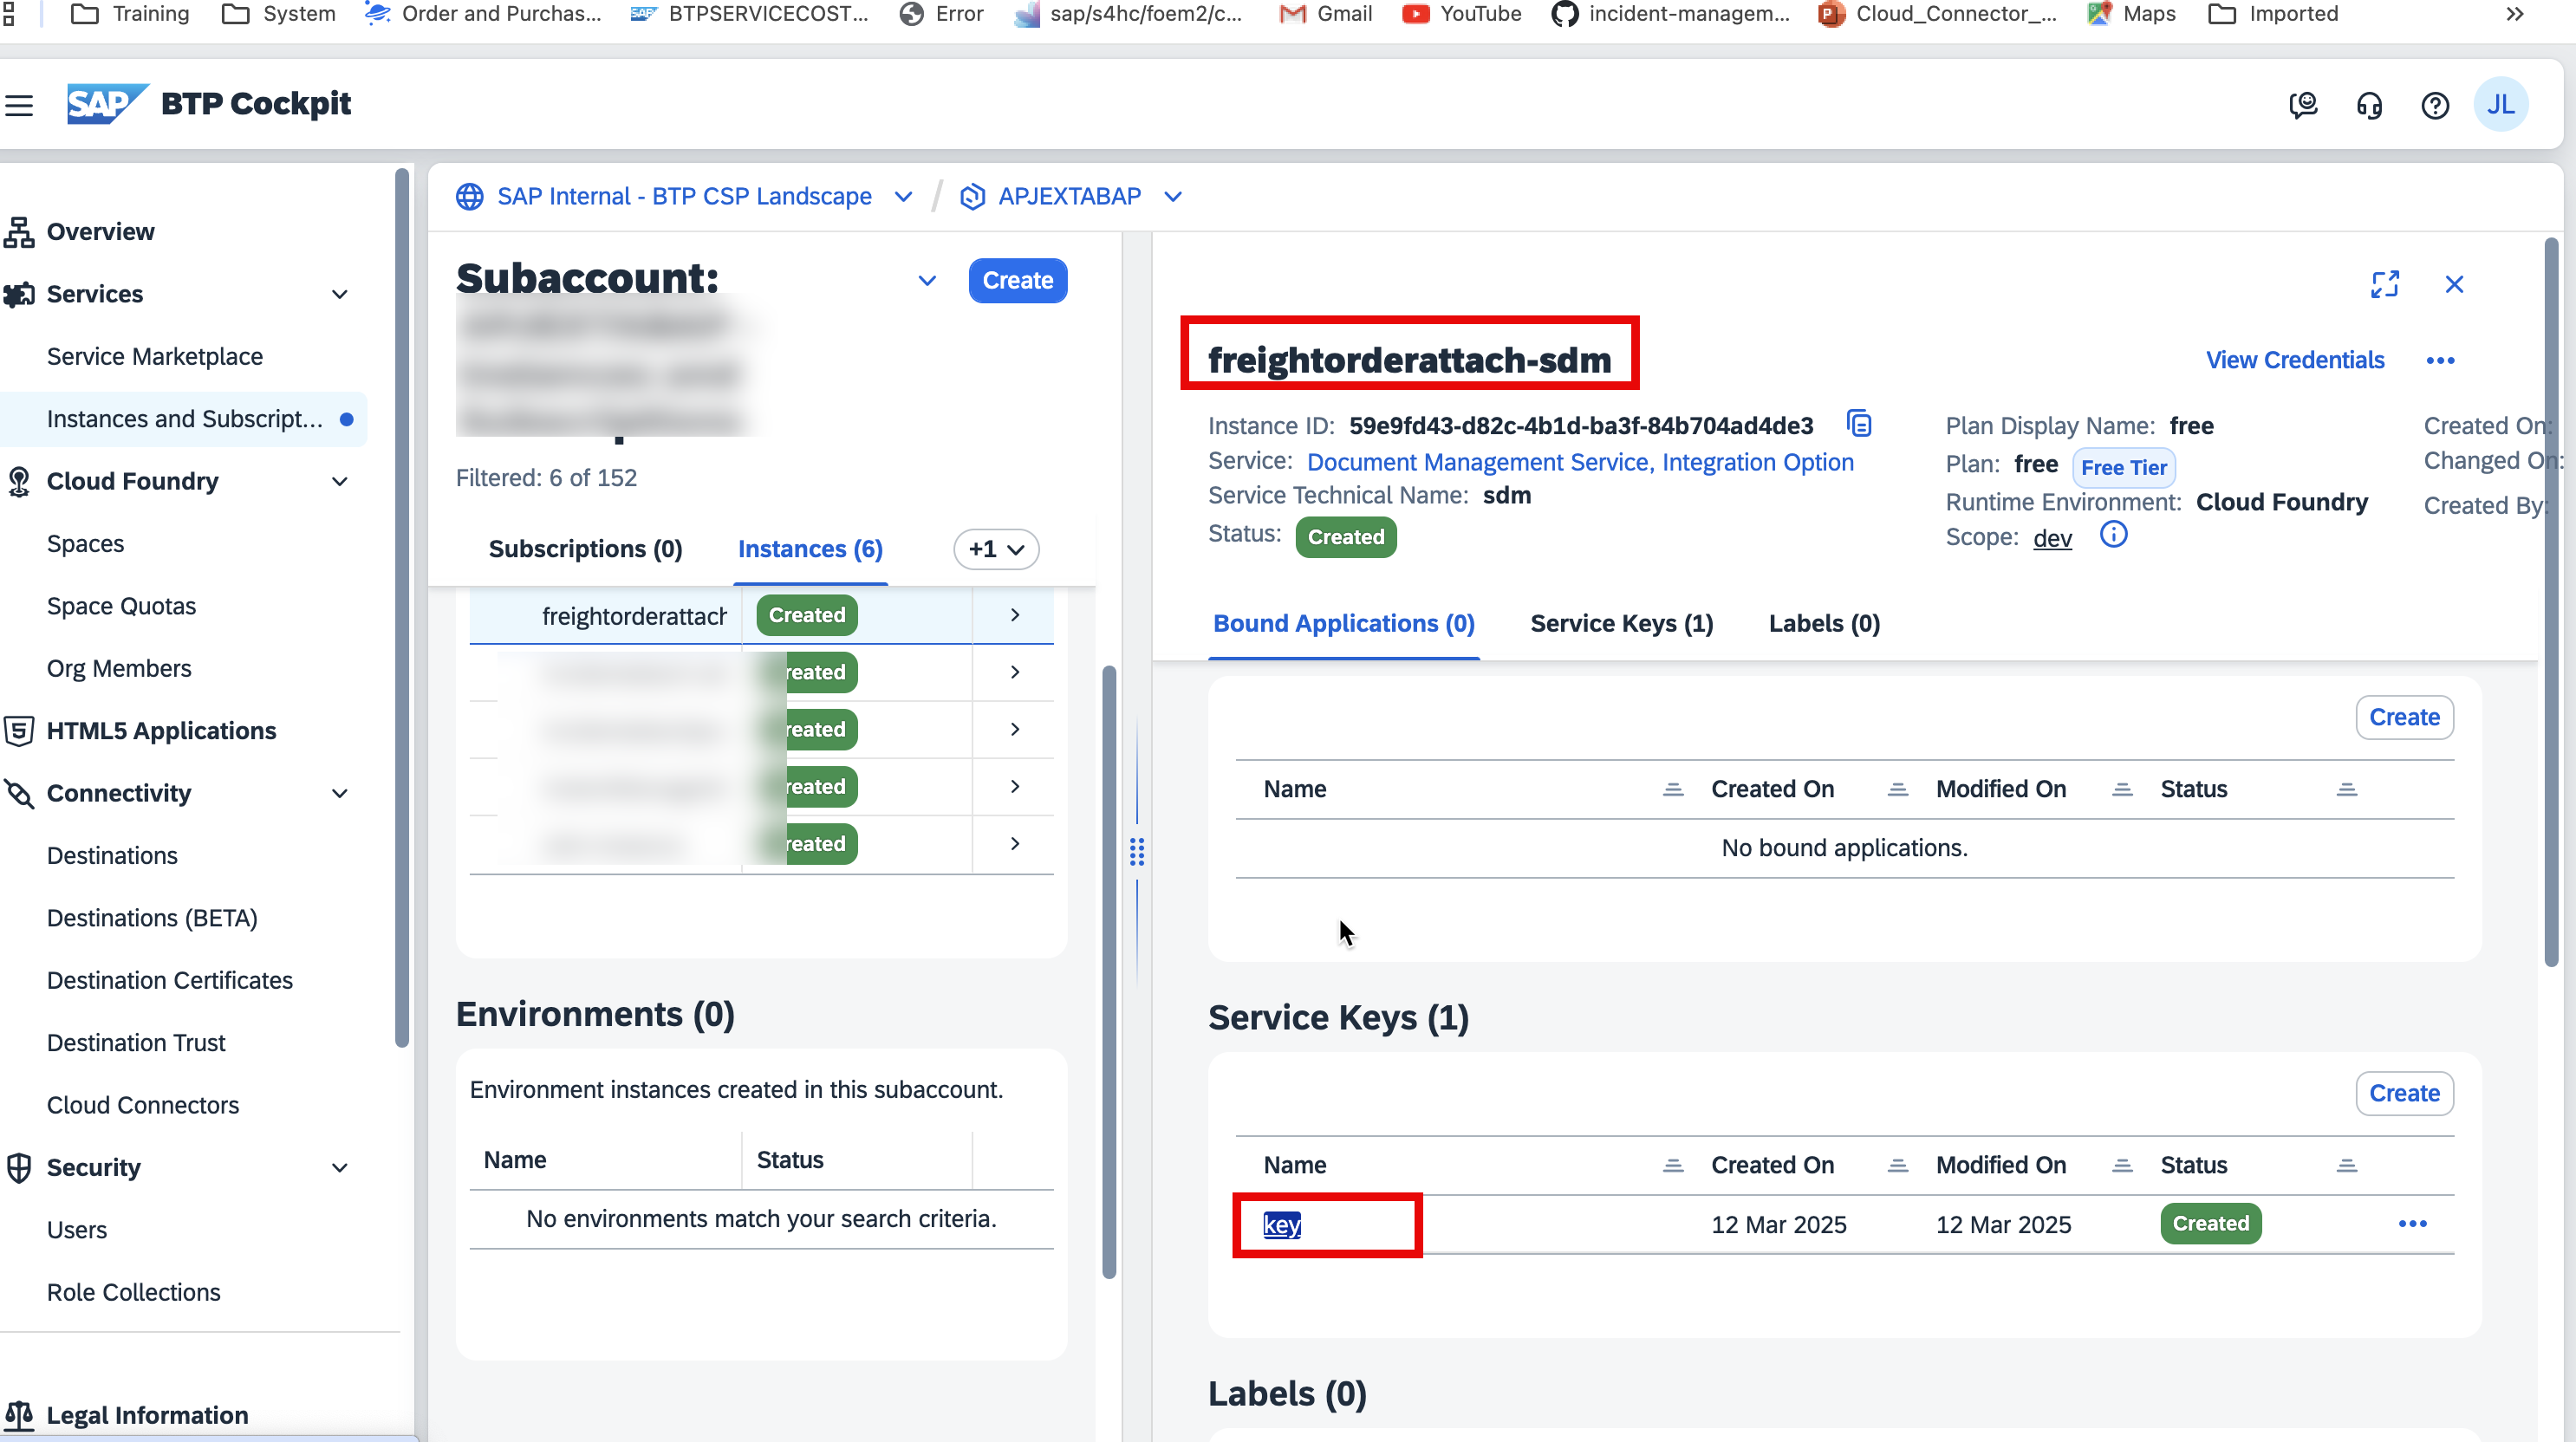 Training
System
Order and Purchas...
BTPSERVICECOST...
Error
sap/s4hc/foem2/c...
Gmail
YouTube
incident-managem...
Cloud_Connector_...
Maps
Imported
SAP BTP Cockpit
JL
Overview
Services
Service Marketplace
Instances and Subscript...
Cloud Foundry
Spaces
Space Quotas
Org Members
HTML5 Applications
Connectivity
Destinations
Destinations (BETA)
Destination Certificates
Destination Trust
Cloud Connectors
Security
Users
Role Collections
Legal Information
SAP Internal - BTP CSP Landscape / APJEXTABAP
Subaccount:
Create
Filtered: 6 of 152
Subscriptions (0)
Instances (6)
+1
freightorderattach Created
reated
reated
reated
reated
Environments (0)
Environment instances created in this subaccount.
Name Status
No environments match your search criteria.
freightorderattach-sdm
View Credentials
Instance ID: 59e9fd43-d82c-4b1d-ba3f-84b704ad4de3
Service: Document Management Service, Integration Option
Service Technical Name: sdm
Status: Created
Plan Display Name: free
Plan: free Free Tier
Runtime Environment: Cloud Foundry
Scope: dev
Created On:
Changed On:
Created By:
Bound Applications (0)
Service Keys (1)
Labels (0)
Create
Name Created On Modified On Status
No bound applications.
Service Keys (1)
Create
Name Created On Modified On Status
key 12 Mar 2025 12 Mar 2025 Created
Labels (0)